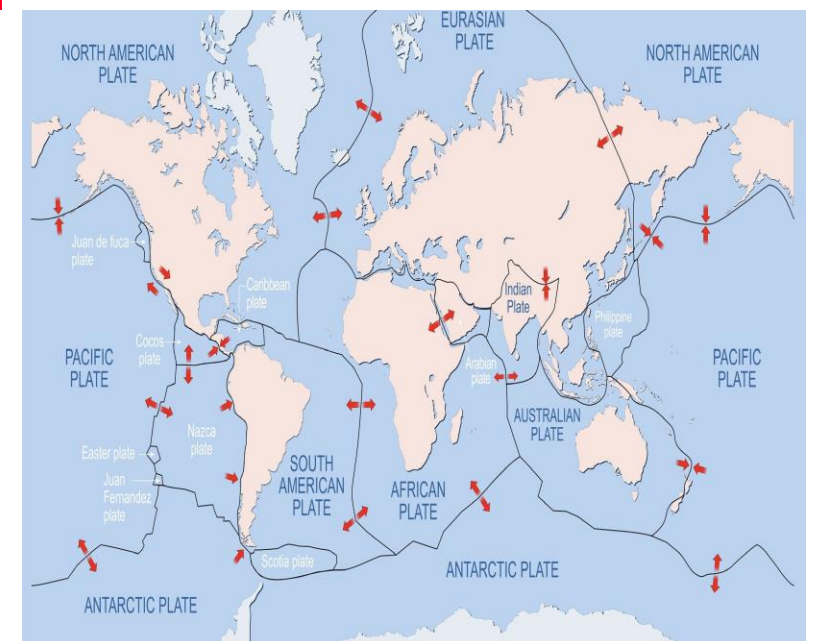 EURASIAN
PLATE
NORTH AMERICAN
PLATE
NORTH AMERICAN
PLATE
Juan de fuca
plate
Caribbean
plate
Indian
Plate
Philippine
plate
Cocos
plate
PACIFIC
PLATE
Arabian
plate
PACIFIC
PLATE
AUSTRALIAN
PLATE
Nazca
plate
Easter plate
SOUTH
AMERICAN
PLATE
Juan
Fernandez
plate
AFRICAN
PLATE
Scotia plate
ANTARCTIC PLATE
ANTARCTIC PLATE